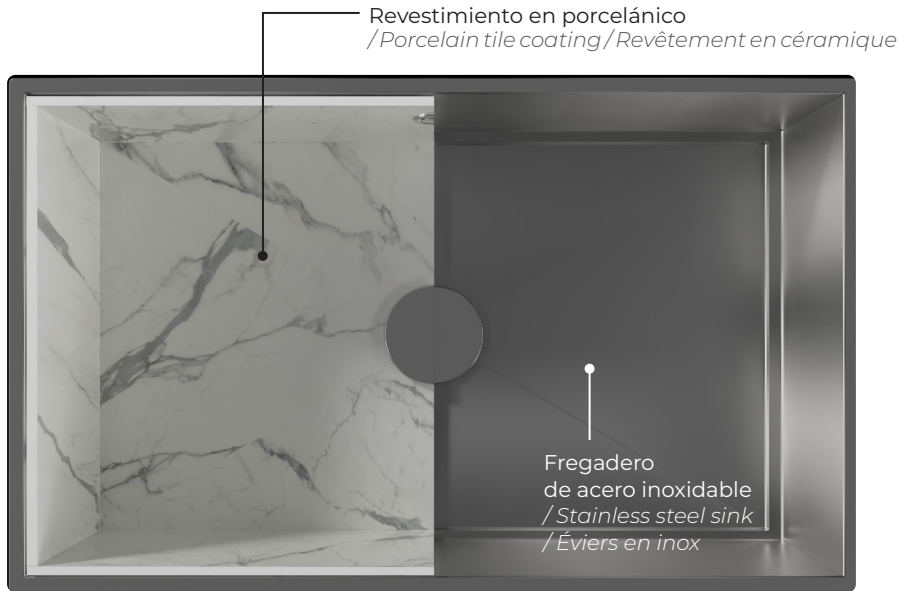 Revestimiento en porcelánico
/ Porcelain tile coating / Revêtement en céramique
Fregadero
de acero inoxidable
/ Stainless steel sink
/ Éviers en inox